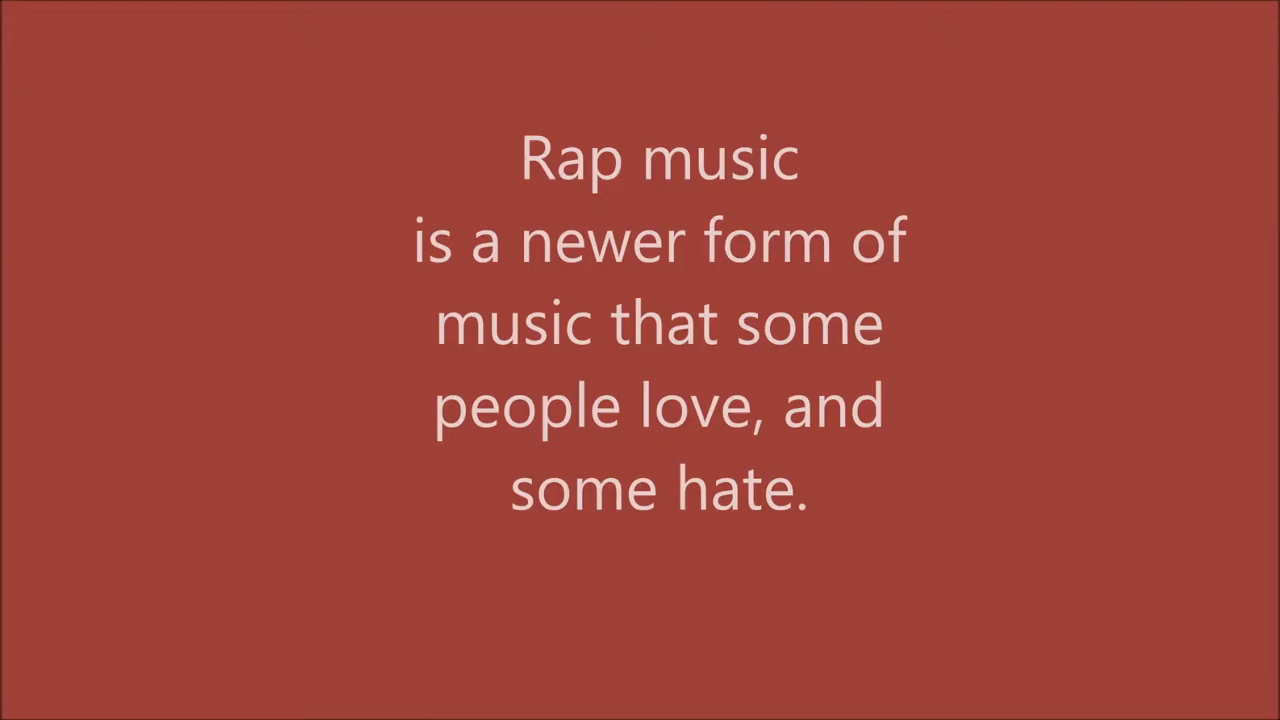 Rap music
is a newer form of
music that some
people love, and
some hate.